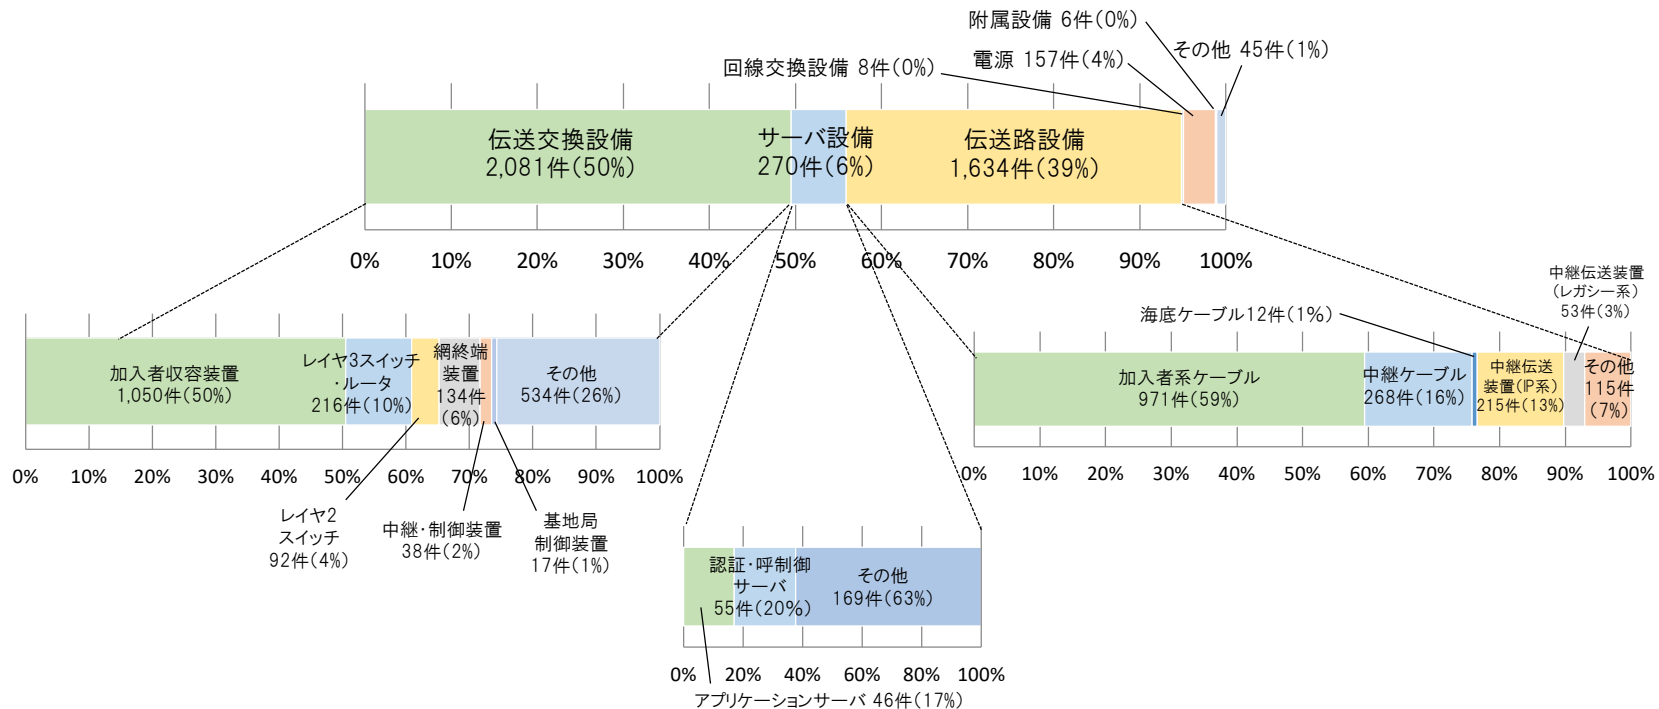 附属設備 6件(0%)
その他 45件(1%)
電源 157件(4%)
回線交換設備 8件(0%)
伝送交換設備
2,081件(50%)
サーバ設備
270件(6%)
伝送路設備
1,634件(39%)
0% 10% 20% 30% 40% 50% 60% 70% 80% 90% 100%
加入者収容装置
1,050件(50%)
レイヤ3スイッチ
・ルータ
216件(10%)
網終端
装置
134件
(6%)
その他
534件(26%)
0% 10% 20% 30% 40% 50% 60% 70% 80% 90% 100%
レイヤ2
スイッチ
92件(4%)
中継・制御装置
38件(2%)
基地局
制御装置
17件(1%)
認証・呼制御
サーバ
55件(20%)
その他
169件(63%)
0% 20% 40% 60% 80% 100%
アプリケーションサーバ 46件(17%)
中継伝送装置
(レガシー系)
53件(3%)
海底ケーブル12件(1%)
加入者系ケーブル
971件(59%)
中継ケーブル
268件(16%)
中継伝送
装置(IP系)
215件(13%)
その他
115件
(7%)
0% 10% 20% 30% 40% 50% 60% 70% 80% 90% 100%